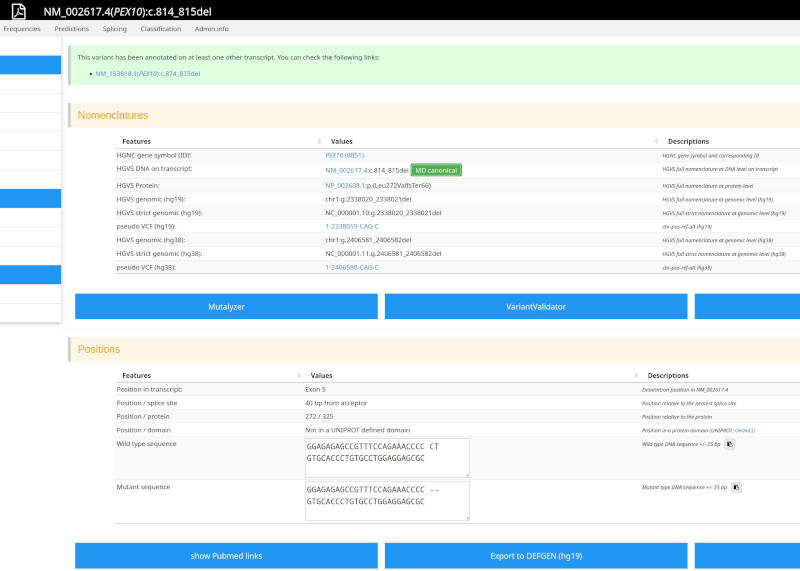 NM_002617.4(PEX10):c.814_815del
Frequencies Predictions Splicing Classification Admin info
This variant has been annotated on at least one other transcript. You can check the following links:
NM_153818.1(PEX10):c.874_875del
Nomenclatures
Features Values Descriptions
HGNC gene symbol (ID): PEX10 (8851) HGNC gene symbol and corresponding ID
HGVS DNA on transcript: NM_002617.4:c.814_815del MD canonical HGVS full nomenclature at DNA level on transcript
HGVS Protein: NP_002608.1:p.(Leu272ValfsTer66) HGVS full nomenclature at protein level
HGVS genomic (hg19): chr1:g.2338020_2338021del HGVS full nomenclature at genomic level (hg19)
HGVS strict genomic (hg19): NC_000001.10:g.2338020_2338021del HGVS full strict nomenclature at genomic level (hg19)
pseudo VCF (hg19): 1-2338019-CAG-C chr-pos-ref-alt (hg19)
HGVS genomic (hg38): chr1:g.2406581_2406582del HGVS full nomenclature at genomic level (hg38)
HGVS strict genomic (hg38): NC_000001.11:g.2406581_2406582del HGVS full strict nomenclature at genomic level (hg38)
pseudo VCF (hg38): 1-2406580-CAG-C chr-pos-ref-alt (hg38)
Mutalyzer VariantValidator
Positions
Features Values Descriptions
Position in transcript: Exon 5 Exon/intron position in NM_002617.4
Position / splice site 40 bp from acceptor Position relative to the nearest splice site
Position / protein 272 / 325 Position relative to the protein
Position / domain Not in a UNIPROT defined domain Position in a protein domain (UNIPROT: O60683)
Wild type sequence GGAGAGAGCCGTTTCCAGAAACCCC CT Wild type DNA sequence +/- 25 bp
GTGCACCCTGTGCCTGGAGGAGCGC
Mutant sequence GGAGAGAGCCGTTTCCAGAAACCCC -- Mutant type DNA sequence +/- 25 bp
GTGCACCCTGTGCCTGGAGGAGCGC
show Pubmed links Export to DEFGEN (hg19)